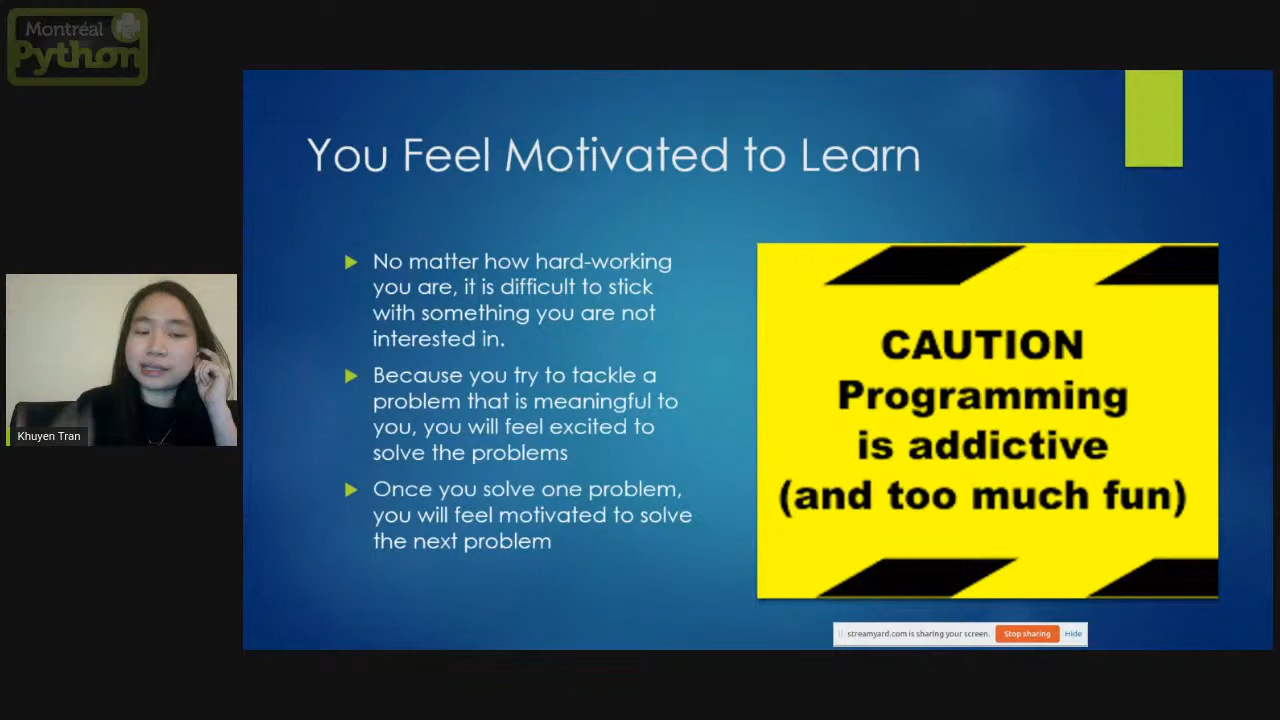 Montréal
Python
You Feel Motivated to Learn
No matter how hard-working
you are, it is difficult to stick
with something you are not
interested in.
Because you try to tackle a
problem that is meaningful to
you, you will feel excited to
solve the problems
Once you solve one problem,
you will feel motivated to solve
the next problem
CAUTION
Programming
is addictive
(and too much fun)
Khuyen Tran
streamyard.com is sharing your screen. Stop sharing Hide